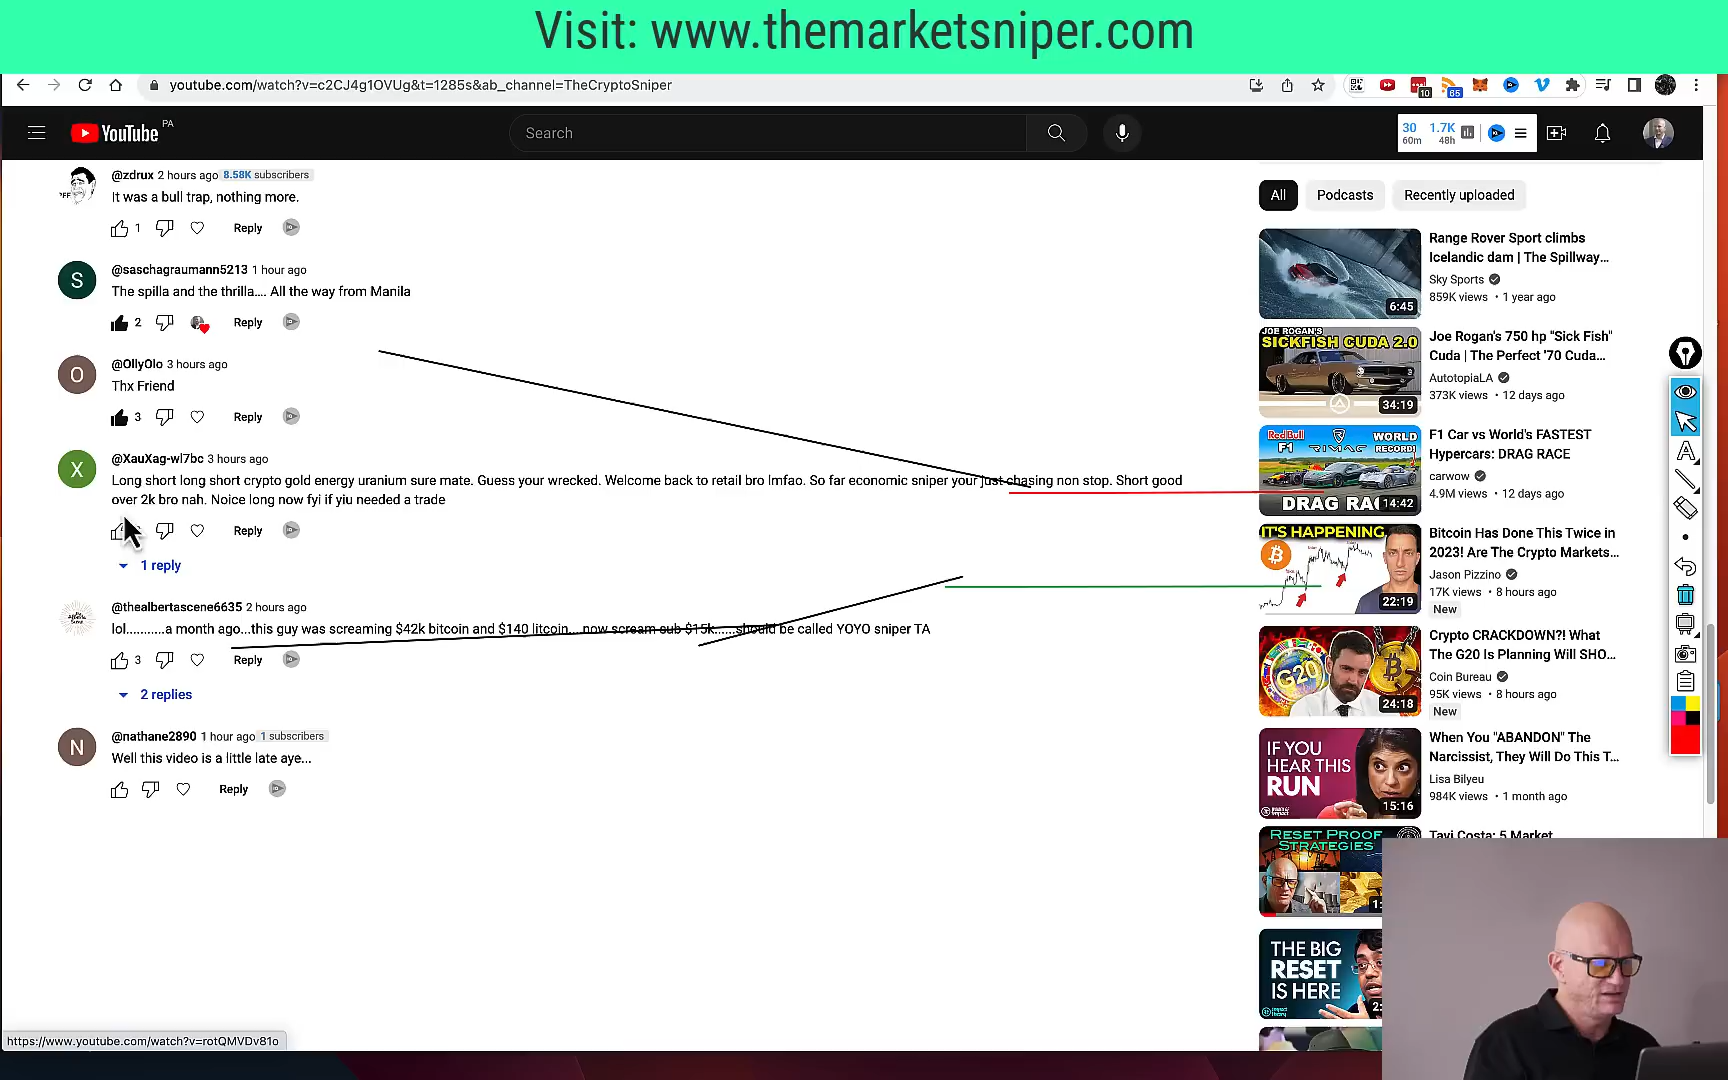 Visit: www.themarketsniper.com
youtube.com/watch?v=c2CJ4g1OVUg&t=1285s&ab_channel=TheCryptoSniper
10
65
YouTube PA
Search
30 1.7K
60m 48h
@zdrux 2 hours ago 8.58K subscribers
It was a bull trap, nothing more.
1 Reply
S
@saschagraumann5213 1 hour ago
The spilla and the thrilla.... All the way from Manila
2 Reply
O
@OllyOlo 3 hours ago
Thx Friend
3 Reply
X
@XauXag-wl7bc 3 hours ago
Long short long short crypto gold energy uranium sure mate. Guess your wrecked. Welcome back to retail bro lmfao. So far economic sniper your just chasing non stop. Short good
over 2k bro nah. Noice long now fyi if yiu needed a trade
Reply
1 reply
@thealbertascene6635 2 hours ago
lol..........a month ago...this guy was screaming $42k bitcoin and $140 litcoin....now scream sub $15k......should be called YOYO sniper TA
3 Reply
2 replies
N
@nathane2890 1 hour ago 1 subscribers
Well this video is a little late aye...
Reply
All Podcasts Recently uploaded
6:45
Range Rover Sport climbs
Icelandic dam | The Spillway...
Sky Sports
859K views • 1 year ago
JOE ROGAN'S
SICKFISH CUDA 2.0
34:19
Joe Rogan's 750 hp "Sick Fish"
Cuda | The Perfect '70 Cuda...
AutotopiaLA
373K views • 12 days ago
RedBull
F1
RIMAC
WORLD
RECORD!
DRAG RA
14:42
F1 Car vs World's FASTEST
Hypercars: DRAG RACE
carwow
4.9M views • 12 days ago
IT'S HAPPENING
22:19
Bitcoin Has Done This Twice in
2023! Are The Crypto Markets...
Jason Pizzino
17K views • 8 hours ago
New
G20
24:18
Crypto CRACKDOWN?! What
The G20 Is Planning Will SHO...
Coin Bureau
95K views • 8 hours ago
New
IF YOU
HEAR THIS
RUN
15:16
When You "ABANDON" The
Narcissist, They Will Do This T...
Lisa Bilyeu
984K views • 1 month ago
RESET PROOF
STRATEGIES
Tavi Costa: 5 Market
THE BIG
RESET
IS HERE
https://www.youtube.com/watch?v=rotQMVDv81o